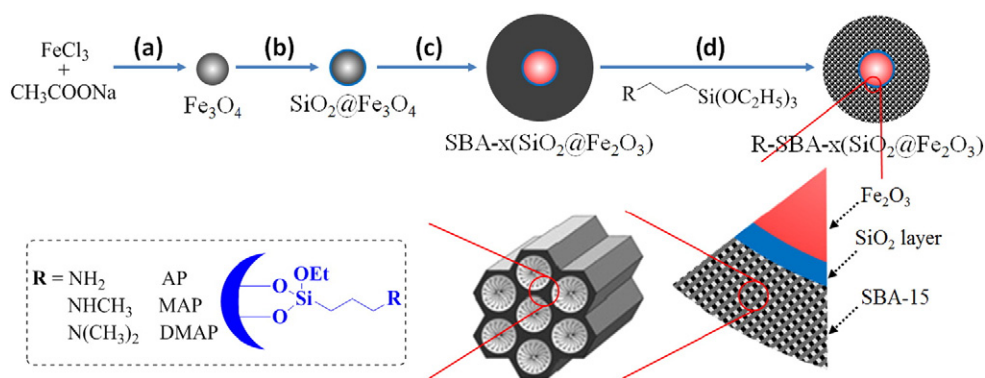 FeCl3
+
CH3COONa
(a)
Fe3O4
(b)
SiO2@Fe3O4
(c)
SBA-x(SiO2@Fe2O3)
(d)
R Si(OC2H5)3
R-SBA-x(SiO2@Fe2O3)
Fe2O3
SiO2 layer
SBA-15
R = NH2 AP
NHCH3 MAP
N(CH3)2 DMAP
OEt
O Si R
O